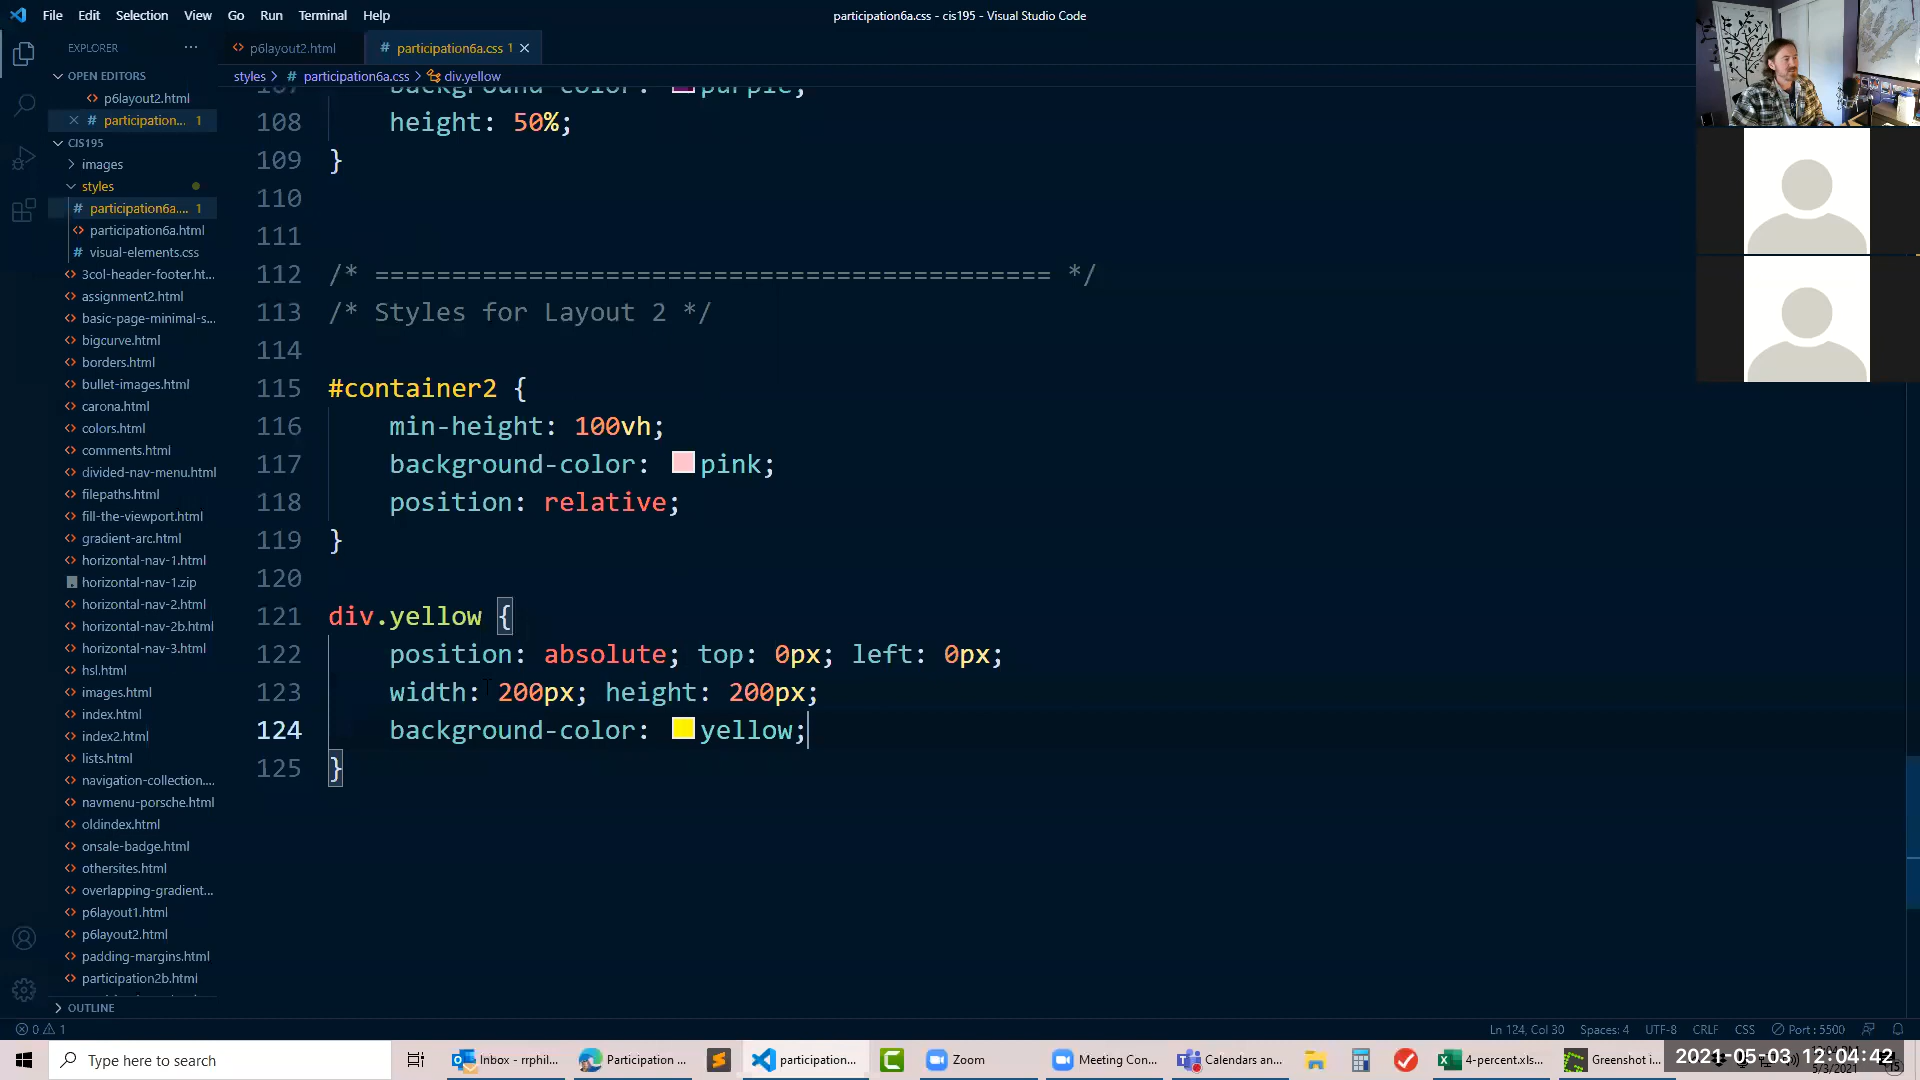 File Edit Selection View Go Run Terminal Help
participation6a.css - cis195 - Visual Studio Code
EXPLORER ...
p6layout2.html
# participation6a.css 1
styles > # participation6a.css > div.yellow
OPEN EDITORS
p6layout2.html
# participation... 1
CIS195
images
styles
# participation6a.... 1
participation6a.html
# visual-elements.css
3col-header-footer.ht...
assignment2.html
basic-page-minimal-s...
bigcurve.html
borders.html
bullet-images.html
carona.html
colors.html
comments.html
divided-nav-menu.html
filepaths.html
fill-the-viewport.html
gradient-arc.html
horizontal-nav-1.html
horizontal-nav-1.zip
horizontal-nav-2.html
horizontal-nav-2b.html
horizontal-nav-3.html
hsl.html
images.html
index.html
index2.html
lists.html
navigation-collection....
navmenu-porsche.html
oldindex.html
onsale-badge.html
othersites.html
overlapping-gradient...
p6layout1.html
p6layout2.html
padding-margins.html
participation2b.html
OUTLINE
107 background-color: purple;
108 height: 50%;
109 }
110
111
112 /* ============================================ */
113 /* Styles for Layout 2 */
114
115 #container2 {
116 min-height: 100vh;
117 background-color: pink;
118 position: relative;
119 }
120
121 div.yellow {
122 position: absolute; top: 0px; left: 0px;
123 width: 200px; height: 200px;
124 background-color: yellow;
125 }
0 1
Ln 124, Col 30 Spaces: 4 UTF-8 CRLF CSS Port : 5500
Type here to search
Inbox - rrphil...
Participation ...
participation...
Zoom
Meeting Con...
Calendars an...
4-percent.xls...
Greenshot i...
2021-05-03 12:04:42
5/3/2021